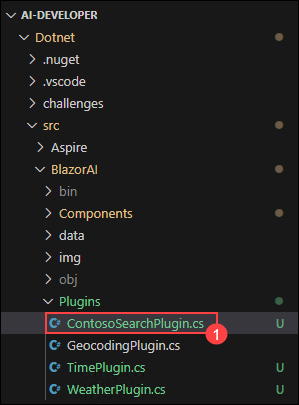 AI-DEVELOPER
Dotnet
.nuget
.vscode
challenges
src
Aspire
BlazorAI
bin
Components
data
img
obj
Plugins
C# ContosoSearchPlugin.cs U
1
C# GeocodingPlugin.cs
C# TimePlugin.cs U
C# WeatherPlugin.cs U